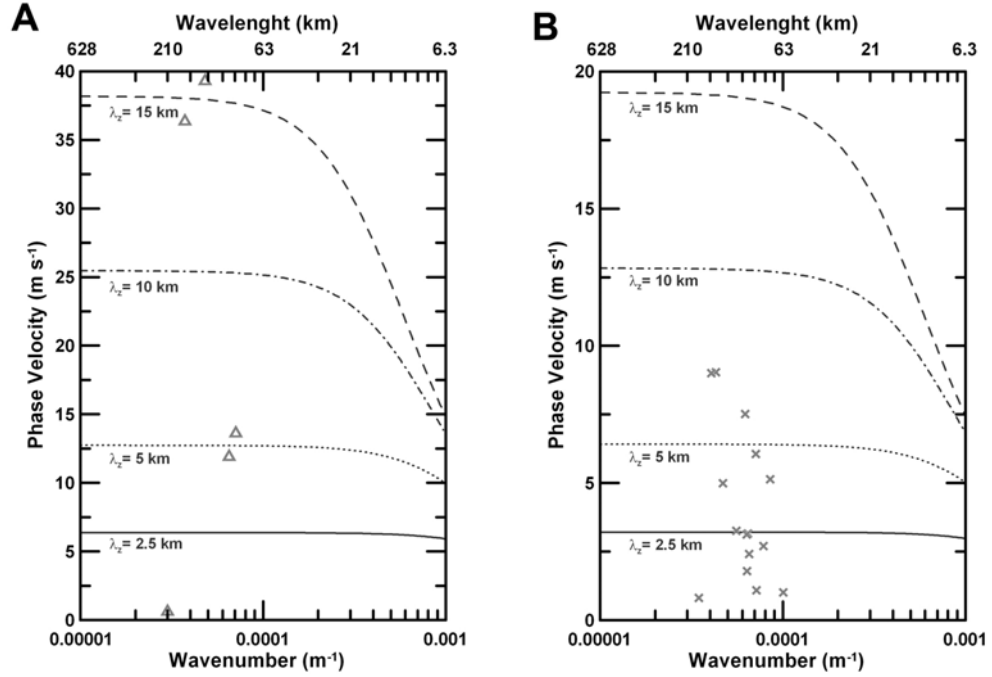 A
Wavelenght (km)
628 210 63 21 6.3
40
35
30
25
20
15
10
5
0
Phase Velocity (m s⁻¹)
λz= 15 km
λz= 10 km
λz= 5 km
λz= 2.5 km
0.00001 0.0001 0.001
Wavenumber (m⁻¹)
B
Wavelenght (km)
628 210 63 21 6.3
20
15
10
5
0
Phase Velocity (m s⁻¹)
λz= 15 km
λz= 10 km
λz= 5 km
λz= 2.5 km
0.00001 0.0001 0.001
Wavenumber (m⁻¹)